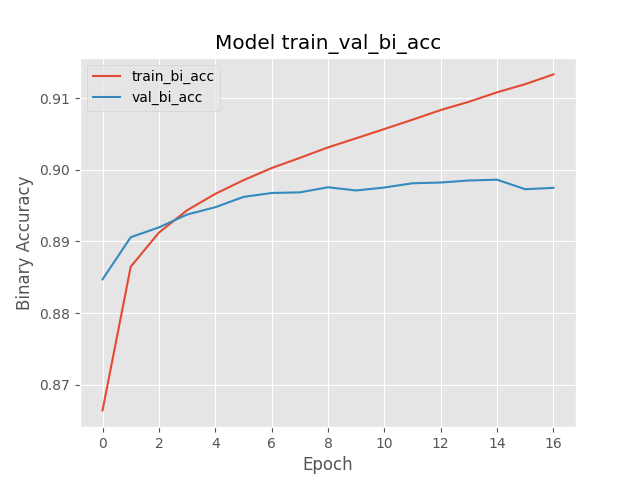 Model train_val_bi_acc
train_bi_acc
val_bi_acc
Binary Accuracy
0.91
0.90
0.89
0.88
0.87
0 2 4 6 8 10 12 14 16
Epoch